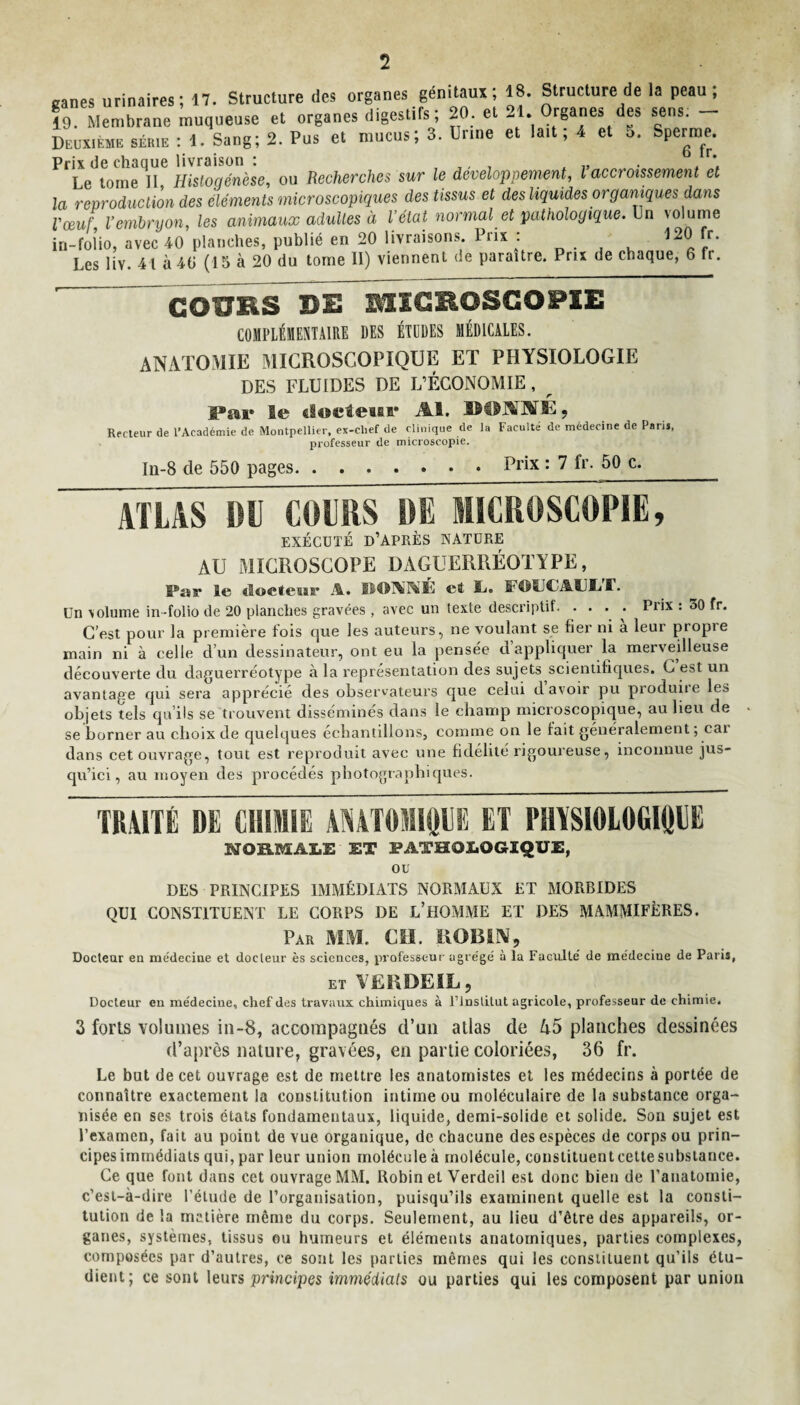 2
ganes urinaires; 17. Structure des organes génitaux; 18. Structure de la peau;
19. Membrane muqueuse et organes digestifs; 20. et 21. Organes des sens. —
DEUXIÈME SÉRIE : 1. Sang; 2. Pus et mucus; 3. Urine et lait; 4 et 5. Sperme.
Prix de chaque livraison : 6 fr.
Le tome II, Histogénèse, ou Recherches sur le développement, l'accroissement et
la reproduction des éléments microscopiques des tissus et des liquides organiques dans
l'œuf, l'embryon, les animaux adultes à l'état normal et pathologique. Un volume
in-folio, avec 40 planches, publié en 20 livraisons. Prix : 120 fr.
Les liv. 41 à 46 (15 à 20 du tome II) viennent de paraître. Prix de chaque, 6 fr.
COURS DE MICROSCOPIE
COMPLÉMENTAIRE DES ÉTUDES MÉDICALES.
ANATOMIE MICROSCOPIQUE ET PHYSIOLOGIE
DES FLUIDES DE L'ÉCONOMIE,
Par le docteur Al. DONNÉ,
Recteur de l'Académie de Montpellier, ex-chef de clinique de la Faculté de médecine de Paris,
professeur de microscopie.
In-8 de 550 pages. . . . . . . . Prix : 7 fr. 50 c.
ATLAS DU COURS DE MICROSCOPIE,
EXÉCUTÉ D'APRÈS NATURE
AU MICROSCOPE DAGUERRÉOTYPE,
Par le docteur A. DONNÉ et L. FOUCAULT.
Un volume in-folio de 20 planches gravées, avec un texte descriptif. . . . . Prix : 30 fr.
C'est pour la première fois que les auteurs, ne voulant se fier ni à leur propre
main ni à celle d'un dessinateur, ont eu la pensée d'appliquer la merveilleuse
découverte du daguerréotype à la représentation des sujets scientifiques. C'est un
avantage qui sera apprécié des observateurs que celui d'avoir pu produire les
objets tels qu'ils se trouvent disséminés dans le champ microscopique, au lieu de
se borner au choix de quelques échantillons, comme on le fait généralement; car
dans cet ouvrage, tout est reproduit avec une fidélité rigoureuse, inconnue jus-
qu'ici, au moyen des procédés photographiques.
TRAITÉ DE CHIMIE ANATOMIQUE ET PHYSIOLOGIQUE
NORMALE ET PATHOLOGIQUE,
OU
DES PRINCIPES IMMÉDIATS NORMAUX ET MORBIDES
QUI CONSTITUENT LE CORPS DE L'HOMME ET DES MAMMIFÈRES.
PAR MM. CH. ROBIN,
Docteur en médecine et docteur ès sciences, professeur agrégé à la Faculté de médecine de Paris,
ET VERDEIL,
Docteur en médecine, chef des travaux chimiques à l'Institut agricole, professeur de chimie.
3 forts volumes in-8, accompagnés d'un atlas de 45 planches dessinées
d'après nature, gravées, en partie coloriées, 36 fr.
Le but de cet ouvrage est de mettre les anatomistes et les médecins à portée de
connaître exactement la constitution intime ou moléculaire de la substance orga-
nisée en ses trois états fondamentaux, liquide, demi-solide et solide. Son sujet est
l'examen, fait au point de vue organique, de chacune des espèces de corps ou prin-
cipes immédiats qui, par leur union molécule à molécule, constituent cette substance.
Ce que font dans cet ouvrage MM. Robin et Verdeil est donc bien de l'anatomie,
c'est-à-dire l'étude de l'organisation, puisqu'ils examinent quelle est la consti-
tution de la matière même du corps. Seulement, au lieu d'être des appareils, or-
ganes, systèmes, tissus ou humeurs et éléments anatomiques, parties complexes,
composées par d'autres, ce sont les parties mêmes qui les constituent qu'ils étu-
dient; ce sont leurs principes immédiats ou parties qui les composent par union